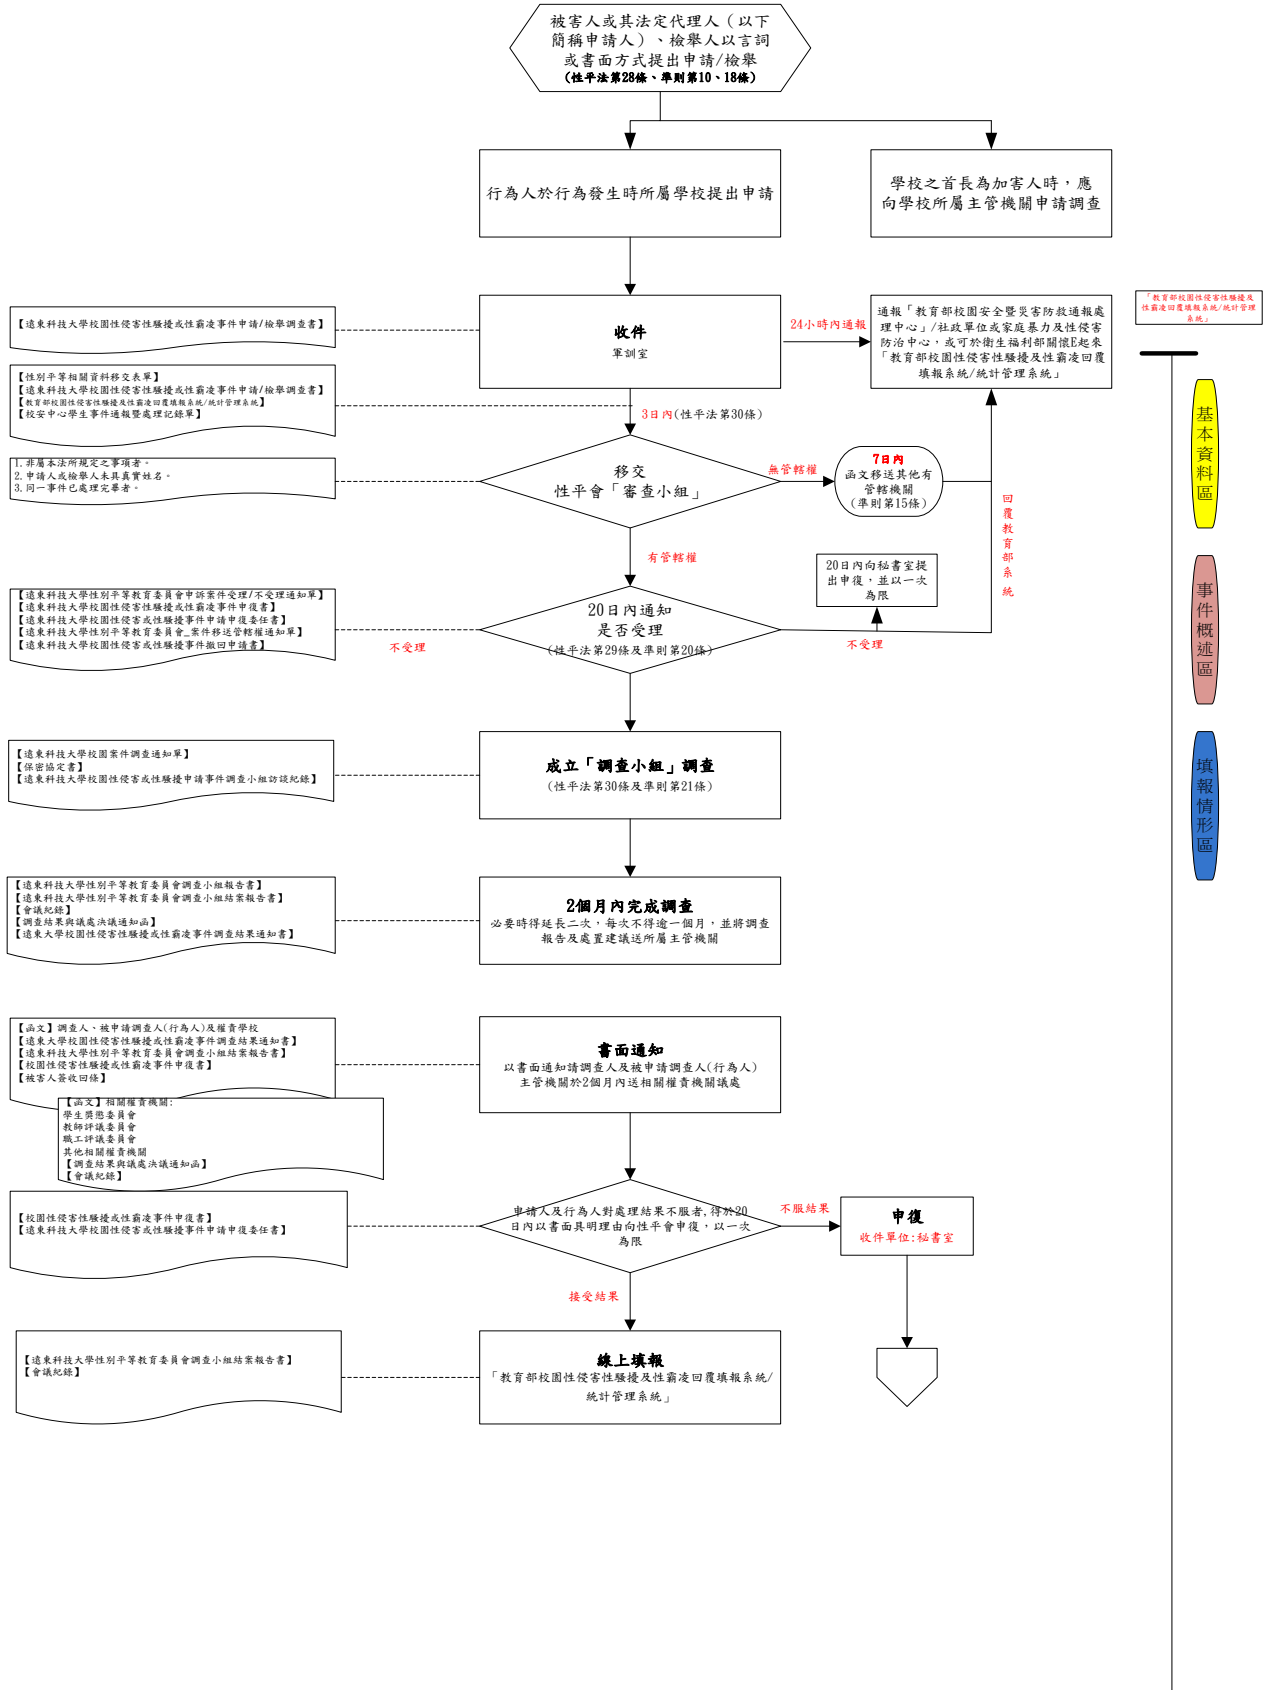 被害人或其法定代理人（以下
簡稱申請人）、檢舉人以言詞
或書面方式提出申請/檢舉
(性平法第28條、準則第10、18條)
行為人於行為發生時所屬學校提出申請
學校之首長為加害人時，應
向學校所屬主管機關申請調查
【遠東科技大學校園性侵害性騷擾或性霸凌事件申請/檢舉調查書】
收件
軍訓室
24小時內通報
通報「教育部校園安全暨災害防救通報處
理中心」/社政單位或家庭暴力及性侵害
防治中心，或可於衛生福利部關懷E起來
「教育部校園性侵害性騷擾及性霸凌回覆
填報系統/統計管理系統」
「教育部校園性侵害性騷擾及
性霸凌回覆填報系統/統計管理
系統」
【性別平等相關資料移交表單】
【遠東科技大學校園性侵害性騷擾或性霸凌事件申請/檢舉調查書】
【教育部校園性侵害性騷擾及性霸凌回覆填報系統/統計管理系統】
【校安中心學生事件通報暨處理記錄單】
3日內(性平法第30條)
基本資料區
1.非屬本法所規定之事項者。
2.申請人或檢舉人未具真實姓名。
3.同一事件已處理完畢者。
移交
性平會「審查小組」
無管轄權
7日內
函文移送其他有
管轄機關
(準則第15條)
回覆教育部系統
有管轄權
20日內向秘書室提
出申復，並以一次
為限
事件概述區
【遠東科技大學性別平等教育委員會申訴案件受理/不受理通知單】
【遠東科技大學校園性侵害性騷擾或性霸凌事件申復書】
【遠東科技大學校園性侵害或性騷擾事件申請申復委任書】
【遠東科技大學性別平等教育委員會_案件移送管轄權通知單】
【遠東科技大學校園性侵害或性騷擾事件撤回申請書】
不受理
20日內通知
是否受理
(性平法第29條及準則第20條)
不受理
【遠東科技大學校園案件調查通知單】
【保密協定書】
【遠東科技大學校園性侵害或性騷擾申請事件調查小組訪談紀錄】
成立「調查小組」調查
(性平法第30條及準則第21條)
填報情形區
【遠東科技大學性別平等教育委員會調查小組報告書】
【遠東科技大學性別平等教育委員會調查小組結案報告書】
【會議紀錄】
【調查結果與議處決議通知函】
【遠東大學校園性侵害性騷擾或性霸凌事件調查結果通知書】
2個月內完成調查
必要時得延長二次，每次不得逾一個月，並將調查
報告及處置建議送所屬主管機關
【函文】調查人、被申請調查人(行為人)及權責學校
【遠東大學校園性侵害性騷擾或性霸凌事件調查結果通知書】
【遠東科技大學性別平等教育委員會調查小組結案報告書】
【校園性侵害性騷擾或性霸凌事件申復書】
【被害人簽收回條】
書面通知
以書面通知請調查人及被申請調查人(行為人)
主管機關於2個月內送相關權責機關議處
【函文】相關權責機關:
學生獎懲委員會
教師評議委員會
職工評議委員會
其他相關權責機關
【調查結果與議處決議通知函】
【會議紀錄】
【校園性侵害性騷擾或性霸凌事件申復書】
【遠東科技大學校園性侵害或性騷擾事件申請申復委任書】
申請人及行為人對處理結果不服者,得於20
日內以書面具明理由向性平會申復，以一次
為限
不服結果
申復
收件單位:秘書室
接受結果
【遠東科技大學性別平等教育委員會調查小組結案報告書】
【會議紀錄】
線上填報
「教育部校園性侵害性騷擾及性霸凌回覆填報系統/
統計管理系統」